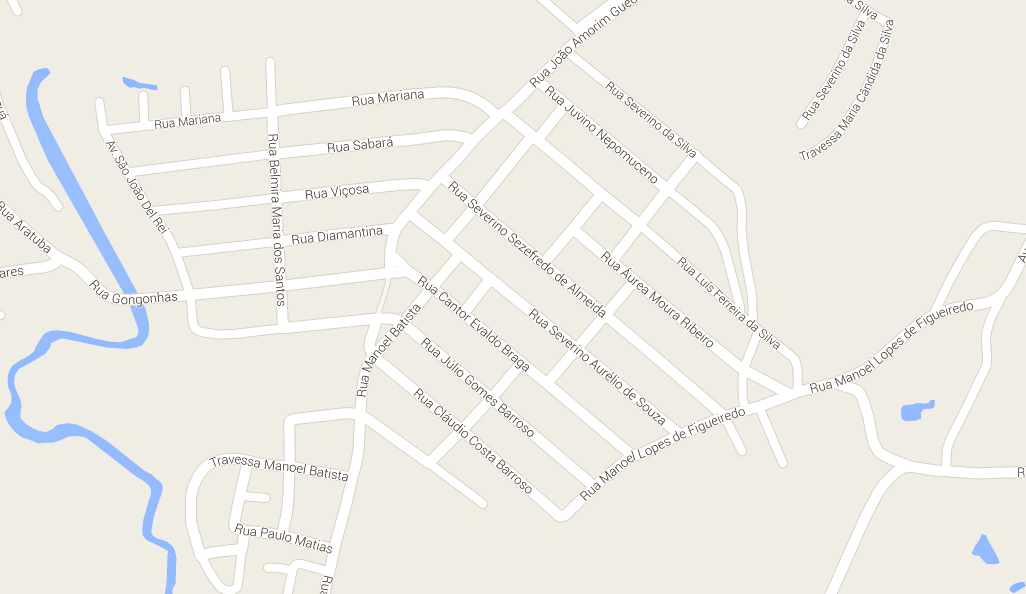 Rua João Amorim Gued
Silva
Rua Severino da Silva
Travessa Maria Cândida da Silva
Rua Mariana
Rua Mariana
Rua Juvino Nepomuceno
Rua Severino da Silva
Rua Sabará
Av. São João Del Rei
Rua Belmira Maria dos Santos
Rua Viçosa
Rua Severino Sezefredo de Almeida
Rua Aratuba
Rua Diamantina
Rua Áurea Moura Ribeiro
Rua Luis Ferreira da Silva
ares
Rua Gongonhas
Rua Cantor Evaldo Braga
Rua Manoel Batista
Rua Severino Aurélio de Souza
Rua Júlio Gomes Barroso
Rua Manoel Lopes de Figueiredo
Rua Cláudio Costa Barroso
Rua Manoel Lopes de Figueiredo
Travessa Manoel Batista
Rua Paulo Matias
Rua
R